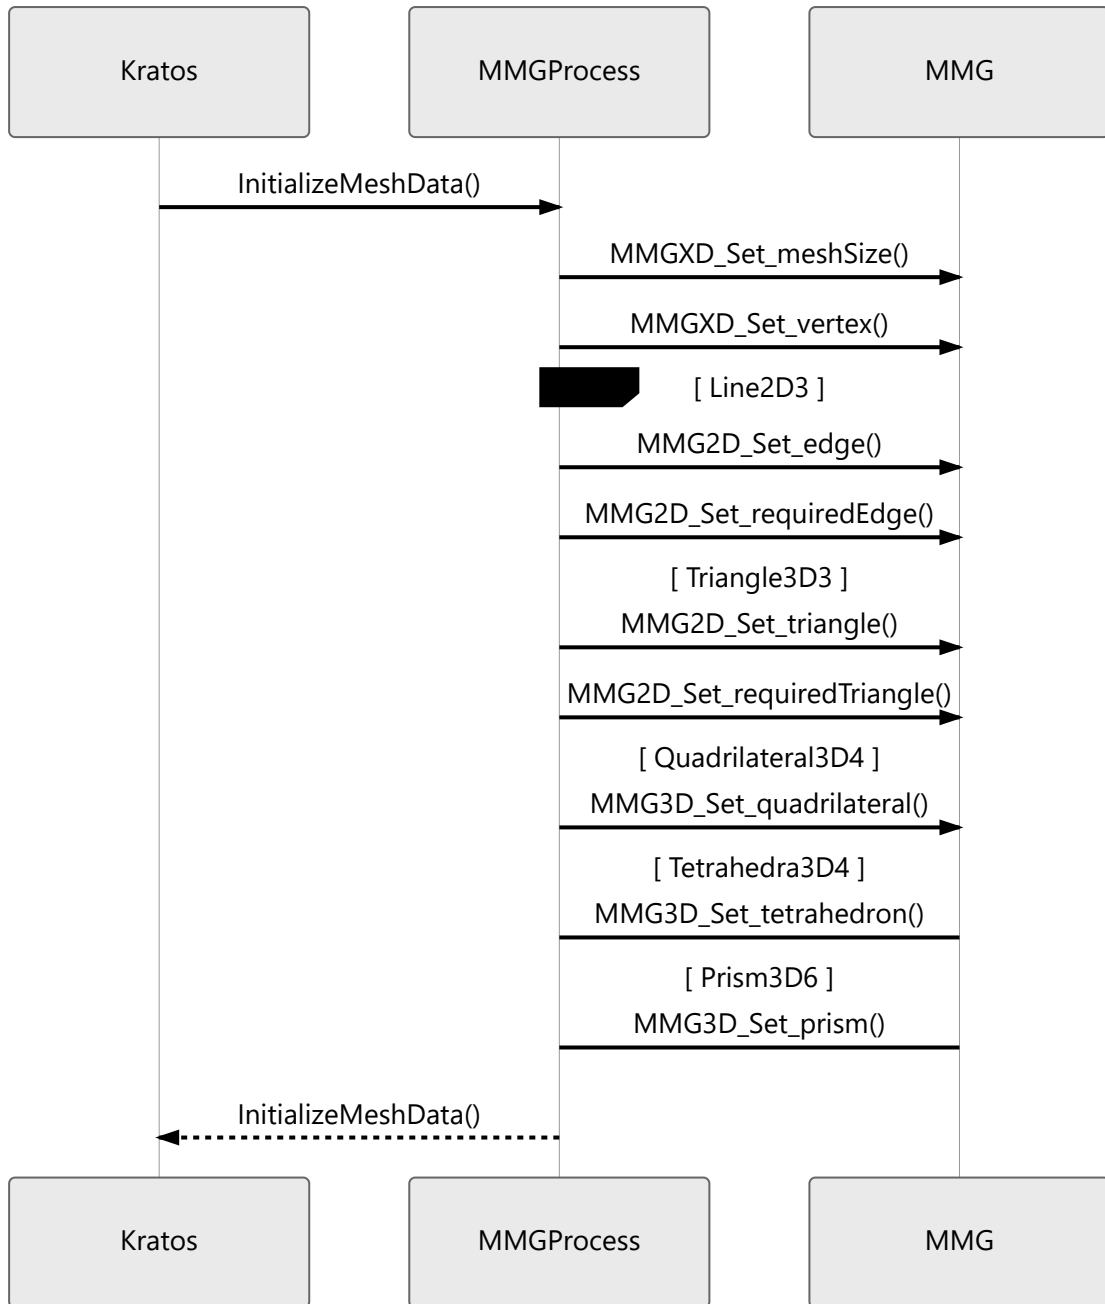 Kratos MMGProcess MMG
InitializeMeshData()
MMGXD_Set_meshSize()
MMGXD_Set_vertex()
[ Line2D3 ]
MMG2D_Set_edge()
MMG2D_Set_requiredEdge()
[ Triangle3D3 ]
MMG2D_Set_triangle()
MMG2D_Set_requiredTriangle()
[ Quadrilateral3D4 ]
MMG3D_Set_quadrilateral()
[ Tetrahedra3D4 ]
MMG3D_Set_tetrahedron()
[ Prism3D6 ]
MMG3D_Set_prism()
InitializeMeshData()
Kratos MMGProcess MMG